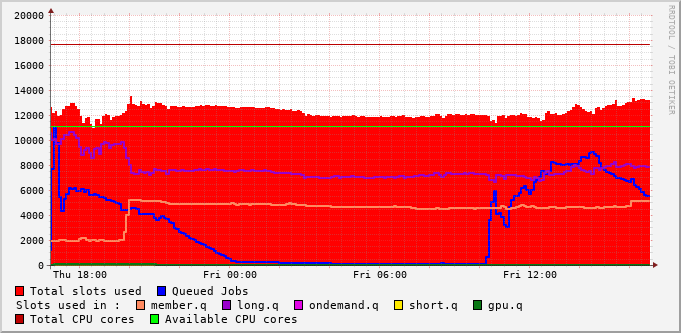 20000
18000
16000
14000
12000
10000
8000
6000
4000
2000
0
Thu 18:00 Fri 00:00 Fri 06:00 Fri 12:00
RRDTOOL / TOBI OETIKER
Total slots used Queued Jobs
Slots used in : member.q long.q ondemand.q short.q gpu.q
Total CPU cores Available CPU cores